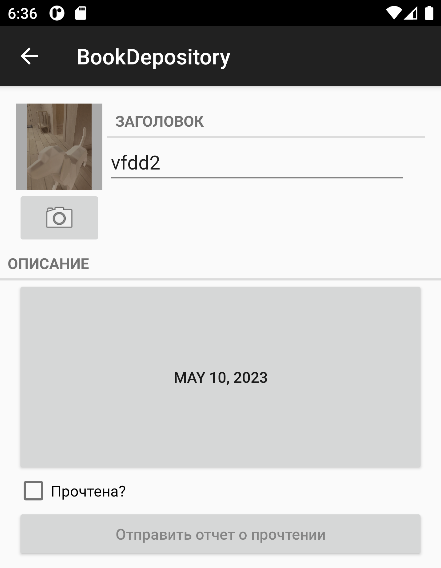 6:36
BookDepository
ЗАГОЛОВОК
vfdd2
ОПИСАНИЕ
MAY 10, 2023
Прочтена?
Отправить отчет о прочтении